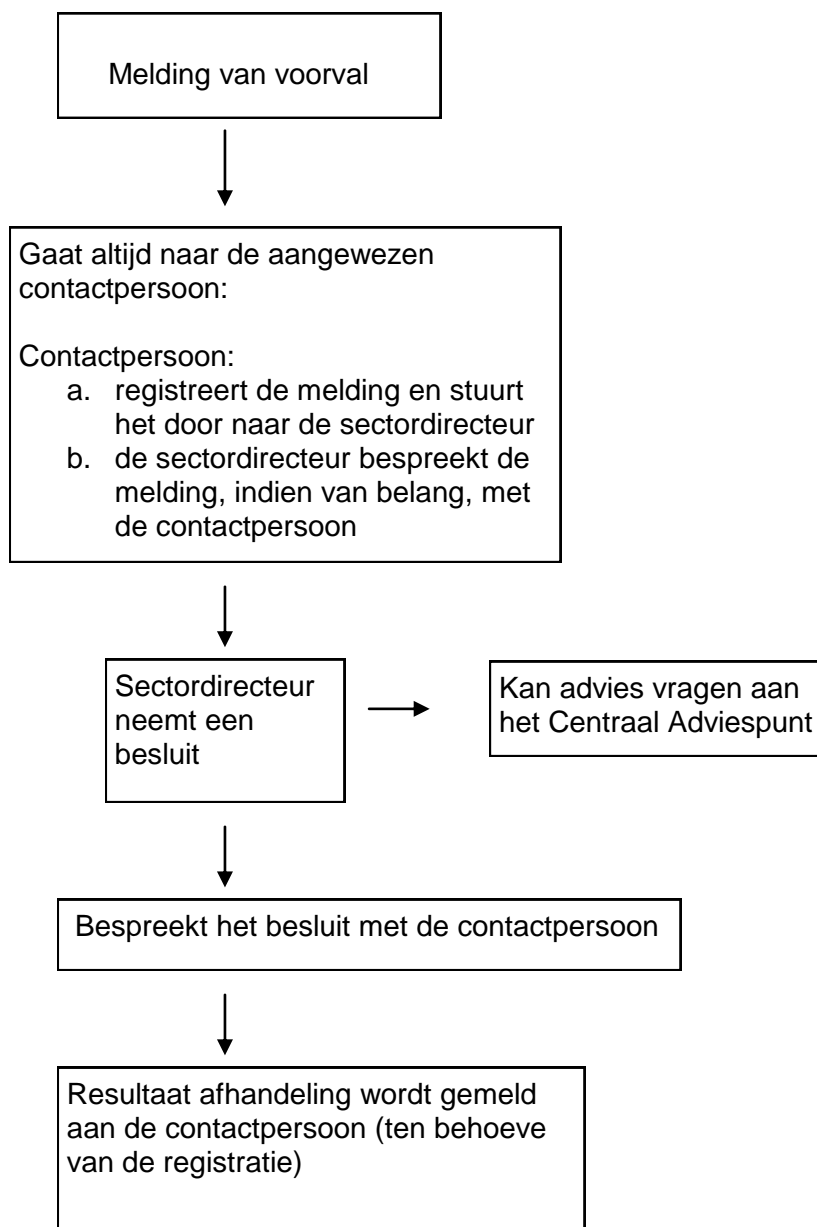 Melding van voorval
Gaat altijd naar de aangewezen
contactpersoon:
Contactpersoon:
a. registreert de melding en stuurt
het door naar de sectordirecteur
b. de sectordirecteur bespreekt de
melding, indien van belang, met
de contactpersoon
Sectordirecteur
neemt een
besluit
Kan advies vragen aan
het Centraal Adviespunt
Bespreekt het besluit met de contactpersoon
Resultaat afhandeling wordt gemeld
aan de contactpersoon (ten behoeve
van de registratie)